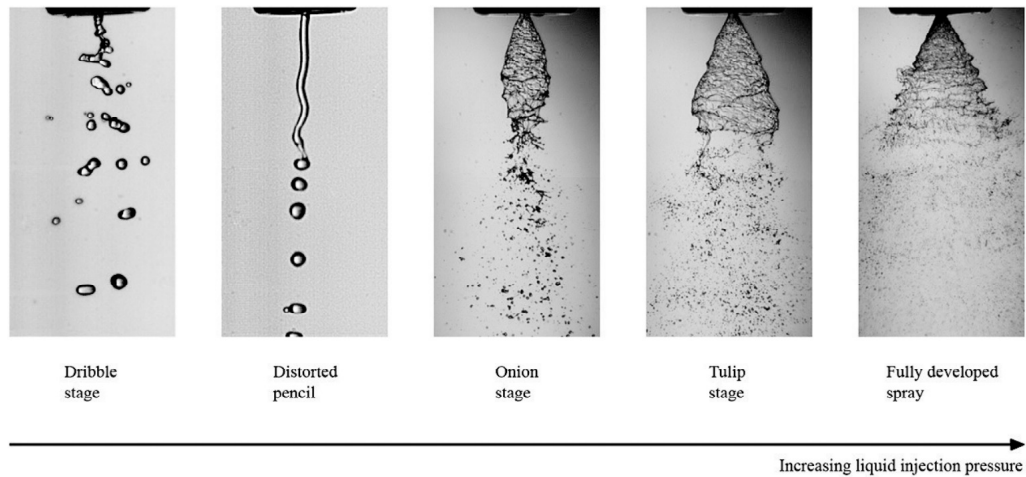 Dribble
stage
Distorted
pencil
Onion
stage
Tulip
stage
Fully developed
spray
Increasing liquid injection pressure